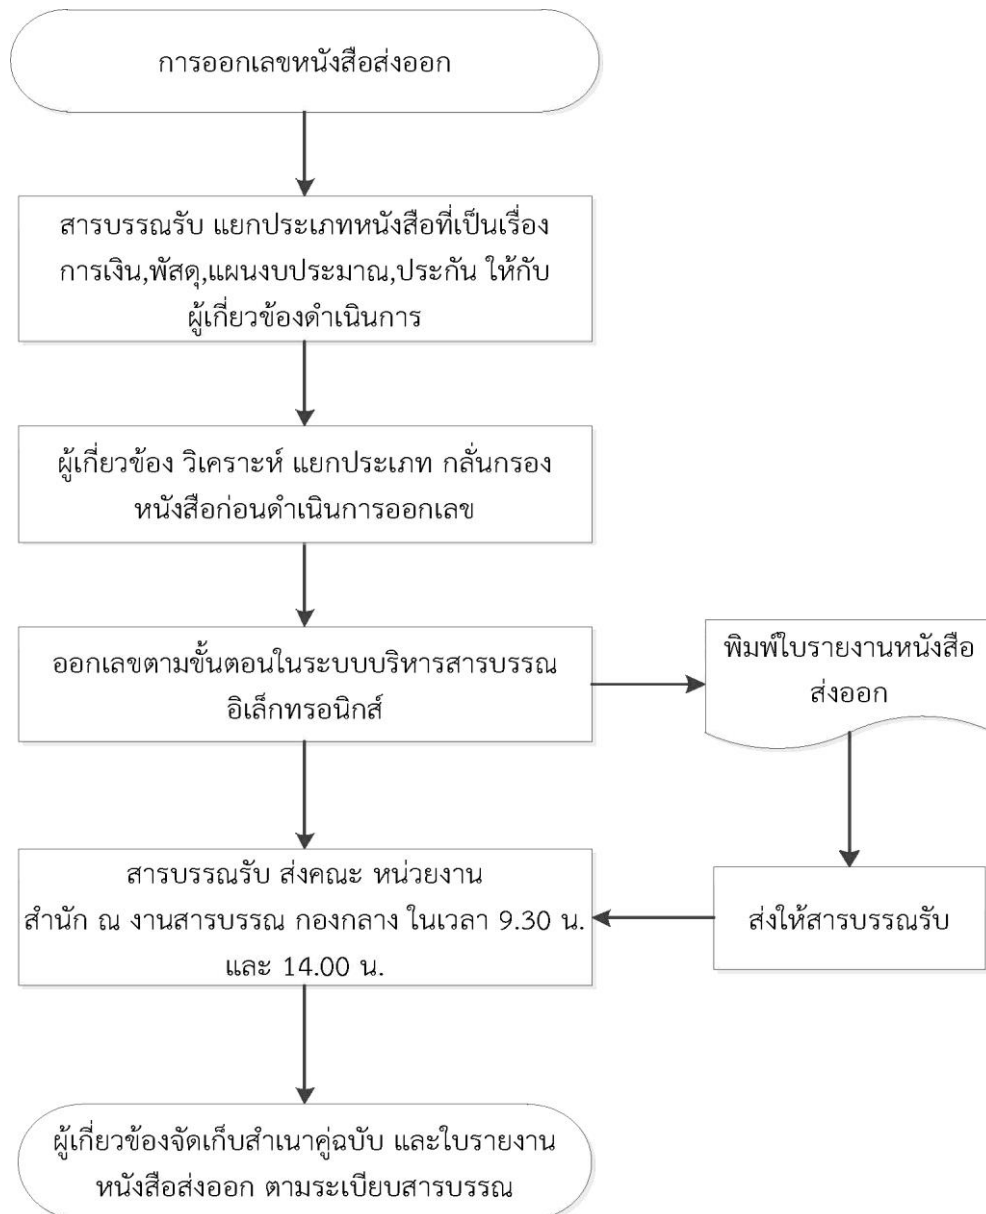 การออกเลขหนังสือส่งออก
สารบรรณรับ แยกประเภทหนังสือที่เป็นเรื่อง
การเงิน,พัสดุ,แผนงบประมาณ,ประกัน ให้กับ
ผู้เกี่ยวข้องดำเนินการ
ผู้เกี่ยวข้อง วิเคราะห์ แยกประเภท กลั่นกรอง
หนังสือก่อนดำเนินการออกเลข
ออกเลขตามขั้นตอนในระบบบริหารสารบรรณ
อิเล็กทรอนิกส์
พิมพ์ใบรายงานหนังสือ
ส่งออก
สารบรรณรับ ส่งคณะ หน่วยงาน
สำนัก ณ งานสารบรรณ กองกลาง ในเวลา 9.30 น.
และ 14.00 น.
ส่งให้สารบรรณรับ
ผู้เกี่ยวข้องจัดเก็บสำเนาคู่ฉบับ และใบรายงาน
หนังสือส่งออก ตามระเบียบสารบรรณ